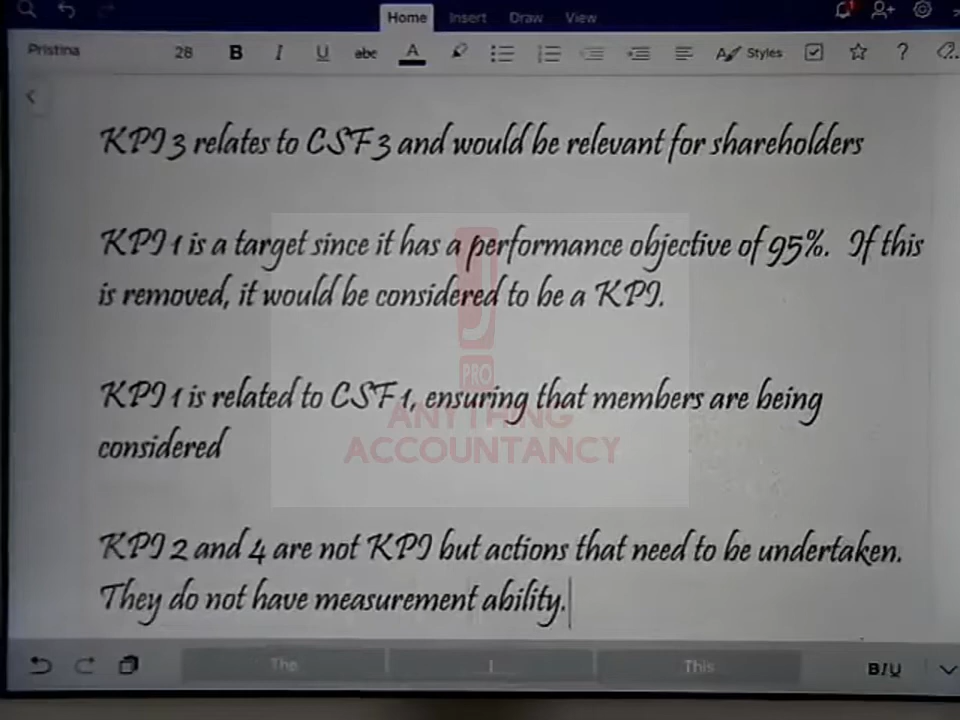 Home Insert Draw View
Pristina 28 B I U abc A Styles ?
KPI 3 relates to CSF 3 and would be relevant for shareholders
KPI 1 is a target since it has a performance objective of 95%. If this
is removed, it would be considered to be a KPI.
KPI 1 is related to CSF 1, ensuring that members are being
considered
KPI 2 and 4 are not KPI but actions that need to be undertaken.
They do not have measurement ability.
J
PRO
ANYTHING
ACCOUNTANCY
The I This B/U